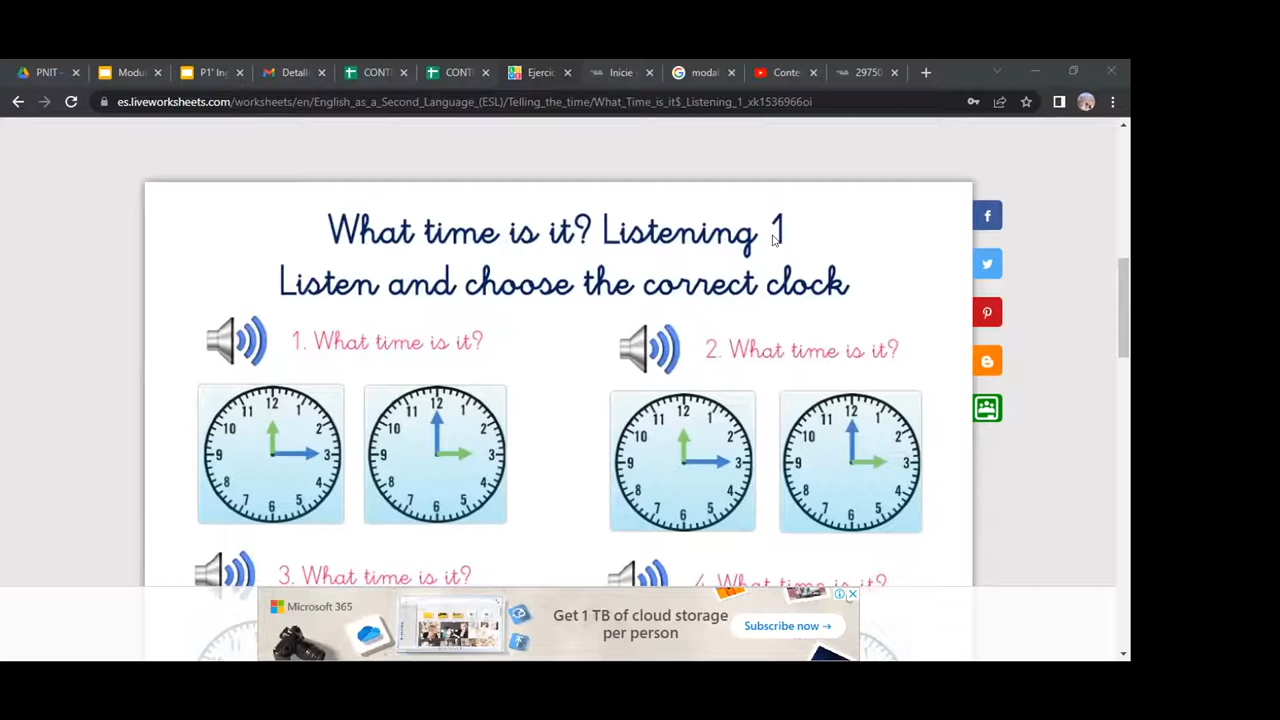 PNIT -
Modul
P1' In
Detall
CONT
CONT
Ejercic
Inicie s
moda
Conte
29750
es.liveworksheets.com/worksheets/en/English_as_a_Second_Language_(ESL)/Telling_the_time/What_Time_is_it$_Listening_1_xk1536966oi
What time is it? Listening 1
Listen and choose the correct clock
1. What time is it?
2. What time is it?
12 1 2 3 4 5 6 7 8 9 10 11
12 1 2 3 4 5 6 7 8 9 10 11
12 1 2 3 4 5 6 7 8 9 10 11
12 1 2 3 4 5 6 7 8 9 10 11
3. What time is it?
4. What time is it?
Microsoft 365
Get 1 TB of cloud storage
per person
Subscribe now →